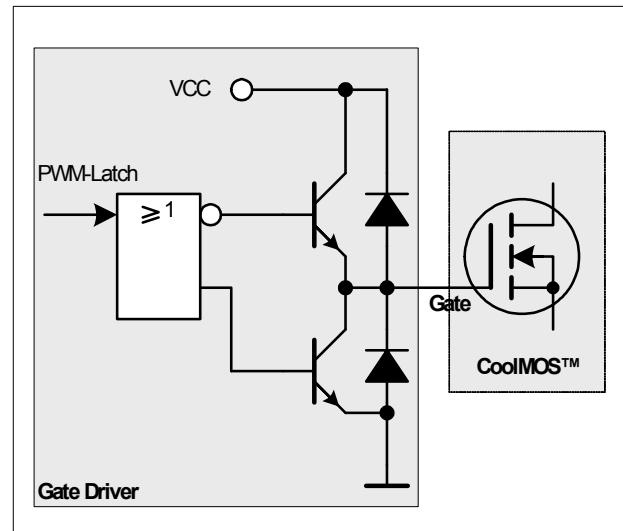 VCC
PWM-Latch
≥1
Gate
CoolMOS™
Gate Driver